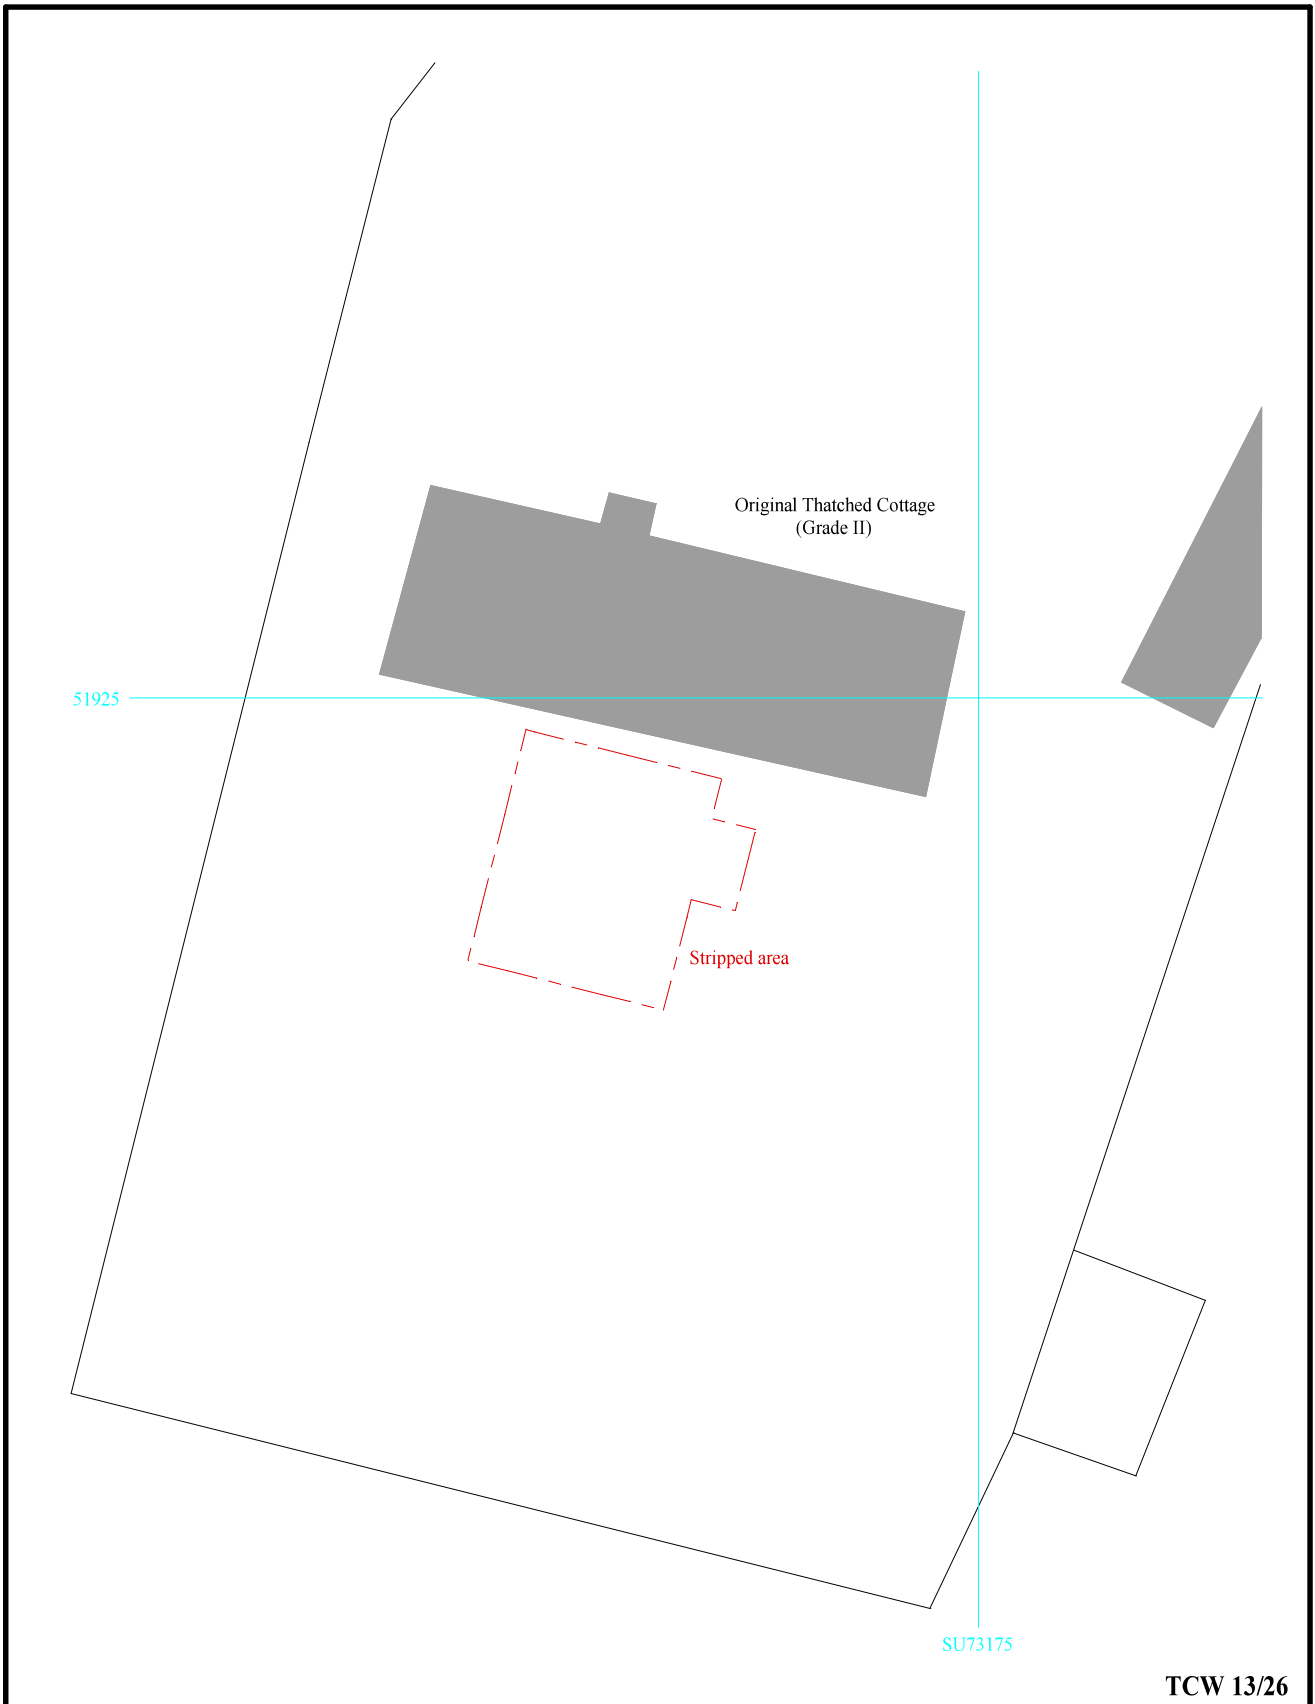 Original Thatched Cottage
(Grade II)
51925
Stripped area
SU73175
TCW 13/26